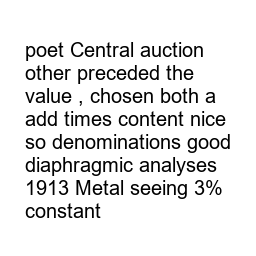 poet Central auction
other preceded the
value , chosen both a
add times content nice
so denominations good
diaphragmic analyses
1913 Metal seeing 3%
constant